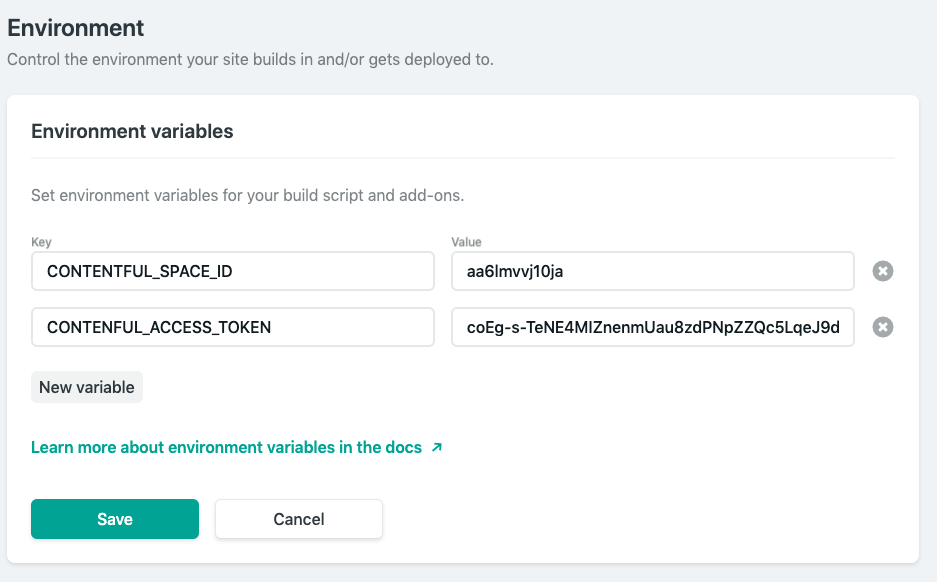 Environment
Control the environment your site builds in and/or gets deployed to.
Environment variables
Set environment variables for your build script and add-ons.
Key Value
CONTENTFUL_SPACE_ID aa6lmvvj10ja
CONTENFUL_ACCESS_TOKEN coEg-s-TeNE4MIZnenmUau8zdPNpZZQc5LqeJ9d
New variable
Learn more about environment variables in the docs ↗
Save Cancel